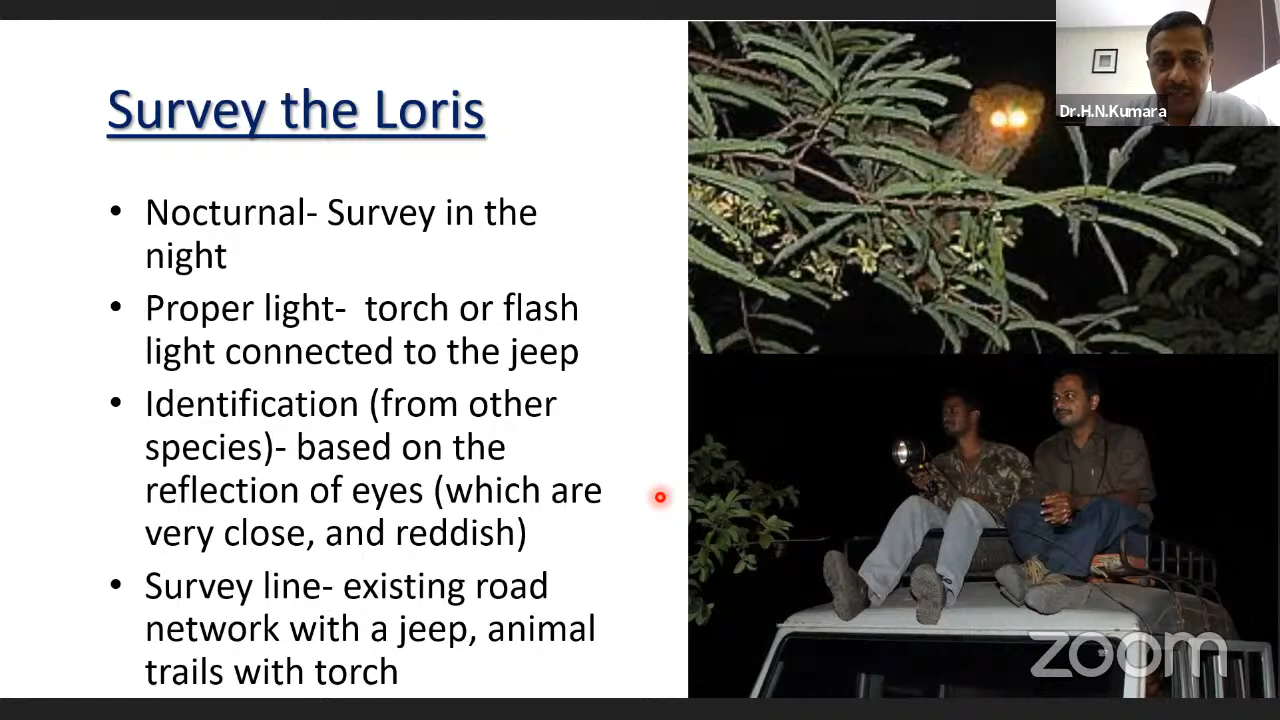 Survey the Loris
• Nocturnal- Survey in the
night
• Proper light-  torch or flash
light connected to the jeep
• Identification (from other
species)- based on the
reflection of eyes (which are
very close, and reddish)
• Survey line- existing road
network with a jeep, animal
trails with torch
Dr.H.N.Kumara
zoom